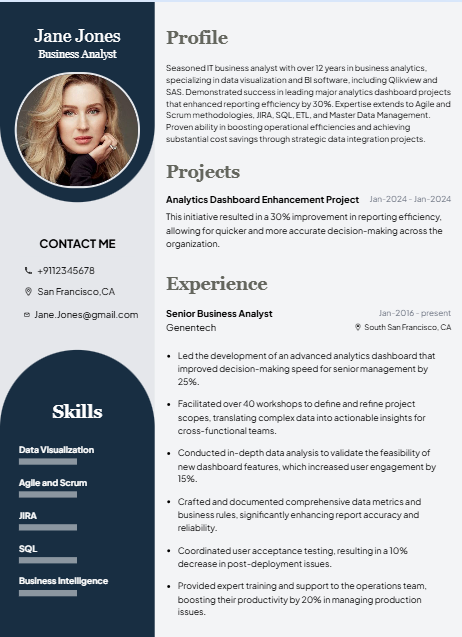 Jane Jones
Business Analyst
CONTACT ME
+9112345678
San Francisco,CA
Jane.Jones@gmail.com
Skills
Data Visualization
Agile and Scrum
JIRA
SQL
Business Intelligence
Profile
Seasoned IT business analyst with over 12 years in business analytics,
specializing in data visualization and BI software, including Qlikview and
SAS. Demonstrated success in leading major analytics dashboard projects
that enhanced reporting efficiency by 30%. Expertise extends to Agile and
Scrum methodologies, JIRA, SQL, ETL, and Master Data Management.
Proven ability in boosting operational efficiencies and achieving
substantial cost savings through strategic data integration projects.
Projects
Analytics Dashboard Enhancement Project Jan-2024 - Jan-2024
This initiative resulted in a 30% improvement in reporting efficiency,
allowing for quicker and more accurate decision-making across the
organization.
Experience
Senior Business Analyst Jan-2016 - present
Genentech South San Francisco,CA
• Led the development of an advanced analytics dashboard that
improved decision-making speed for senior management by
25%.
• Facilitated over 40 workshops to define and refine project
scopes, translating complex data into actionable insights for
cross-functional teams.
• Conducted in-depth data analysis to validate the feasibility of
new dashboard features, which increased user engagement by
15%.
• Crafted and documented comprehensive data metrics and
business rules, significantly enhancing report accuracy and
reliability.
• Coordinated user acceptance testing, resulting in a 10%
decrease in post-deployment issues.
• Provided expert training and support to the operations team,
boosting their productivity by 20% in managing production
issues.